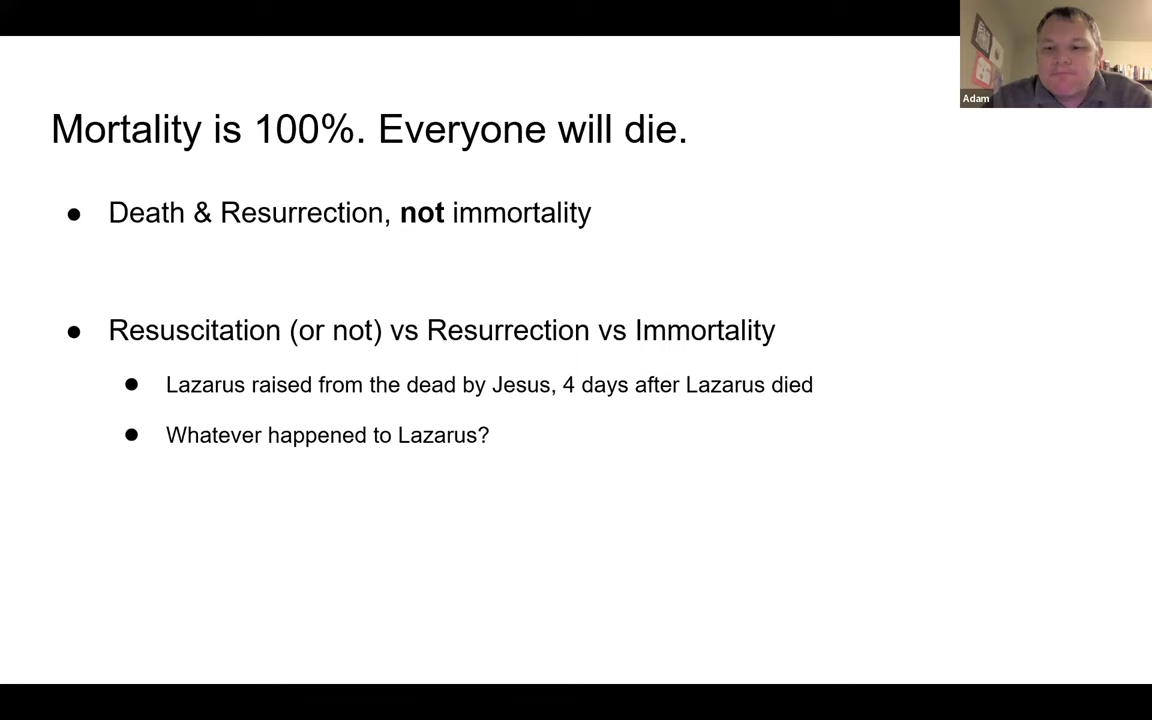 Adam
Mortality is 100%. Everyone will die.
● Death & Resurrection, not immortality
● Resuscitation (or not) vs Resurrection vs Immortality
● Lazarus raised from the dead by Jesus, 4 days after Lazarus died
● Whatever happened to Lazarus?